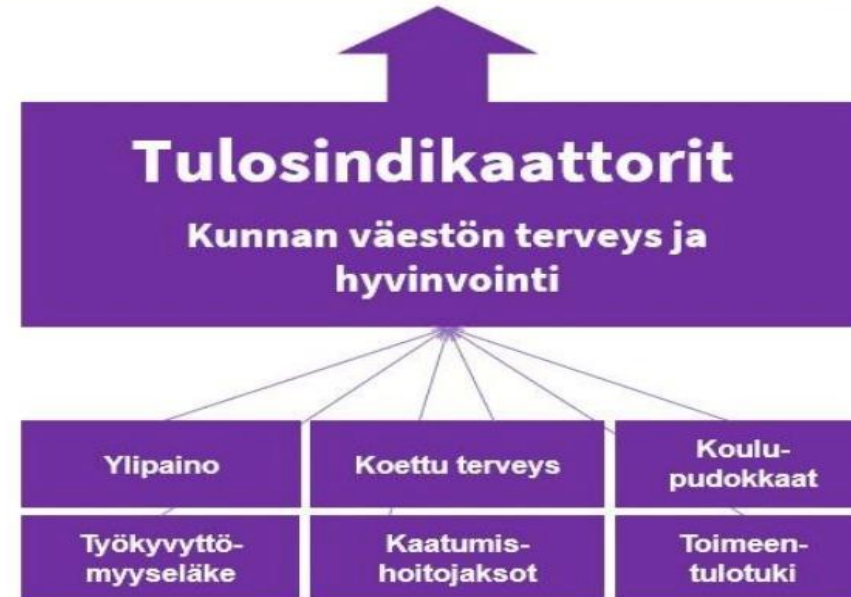 Tulosindikaattorit
Kunnan väestön terveys ja
hyvinvointi
Ylipaino
Koettu terveys
Koulu-
pudokkaat
Työkyvyttö-
myyseläke
Kaatumis-
hoitojaksot
Toimeen-
tulotuki